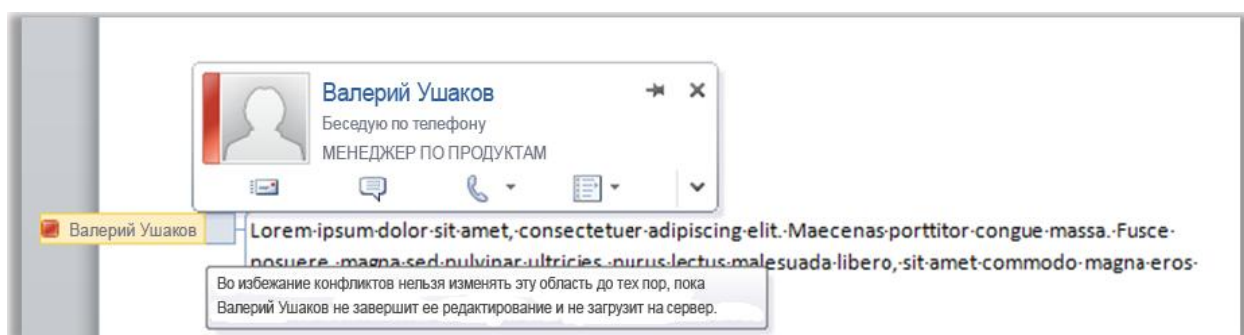 Валерий Ушаков
Беседую по телефону
МЕНЕДЖЕР ПО ПРОДУКТАМ
Валерий Ушаков
Lorem·ipsum·dolor·sit·amet,·consectetuer·adipiscing·elit.·Maecenas·porttitor·congue·massa.·Fusce·
posuere,·magna·sed·pulvinar·ultricies,·purus·lectus·malesuada·libero,·sit·amet·commodo·magna·eros·
Во избежание конфликтов нельзя изменять эту область до тех пор, пока
Валерий Ушаков не завершит ее редактирование и не загрузит на сервер.